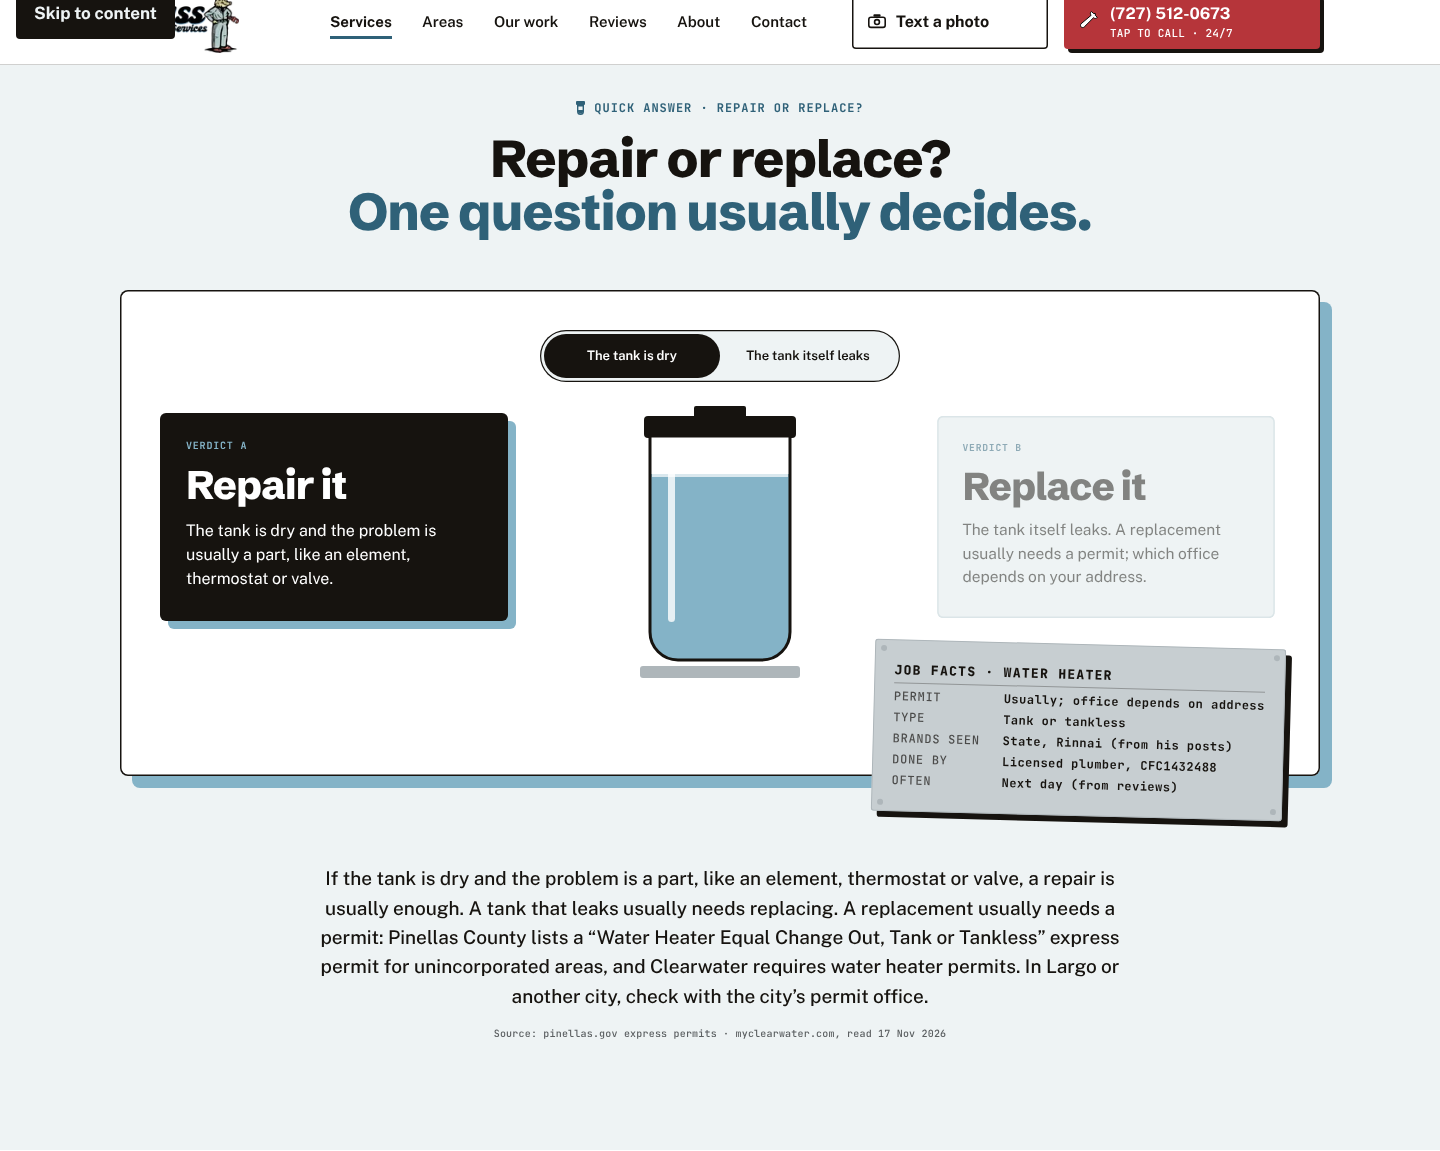 Skip to content
ss
Services
Services
Areas
Our work
Reviews
About
Contact
Text a photo
(727) 512-0673
TAP TO CALL · 24/7
QUICK ANSWER · REPAIR OR REPLACE?
Repair or replace?
One question usually decides.
The tank is dry
The tank itself leaks
VERDICT A
Repair it
The tank is dry and the problem is
usually a part, like an element,
thermostat or valve.
VERDICT B
Replace it
The tank itself leaks. A replacement
usually needs a permit; which office
depends on your address.
JOB FACTS · WATER HEATER
PERMIT Usually; office depends on address
TYPE Tank or tankless
BRANDS SEEN State, Rinnai (from his posts)
DONE BY Licensed plumber, CFC1432488
OFTEN Next day (from reviews)
If the tank is dry and the problem is a part, like an element, thermostat or valve, a repair is
usually enough. A tank that leaks usually needs replacing. A replacement usually needs a
permit: Pinellas County lists a “Water Heater Equal Change Out, Tank or Tankless” express
permit for unincorporated areas, and Clearwater requires water heater permits. In Largo or
another city, check with the city’s permit office.
Source: pinellas.gov express permits · myclearwater.com, read 17 Nov 2026